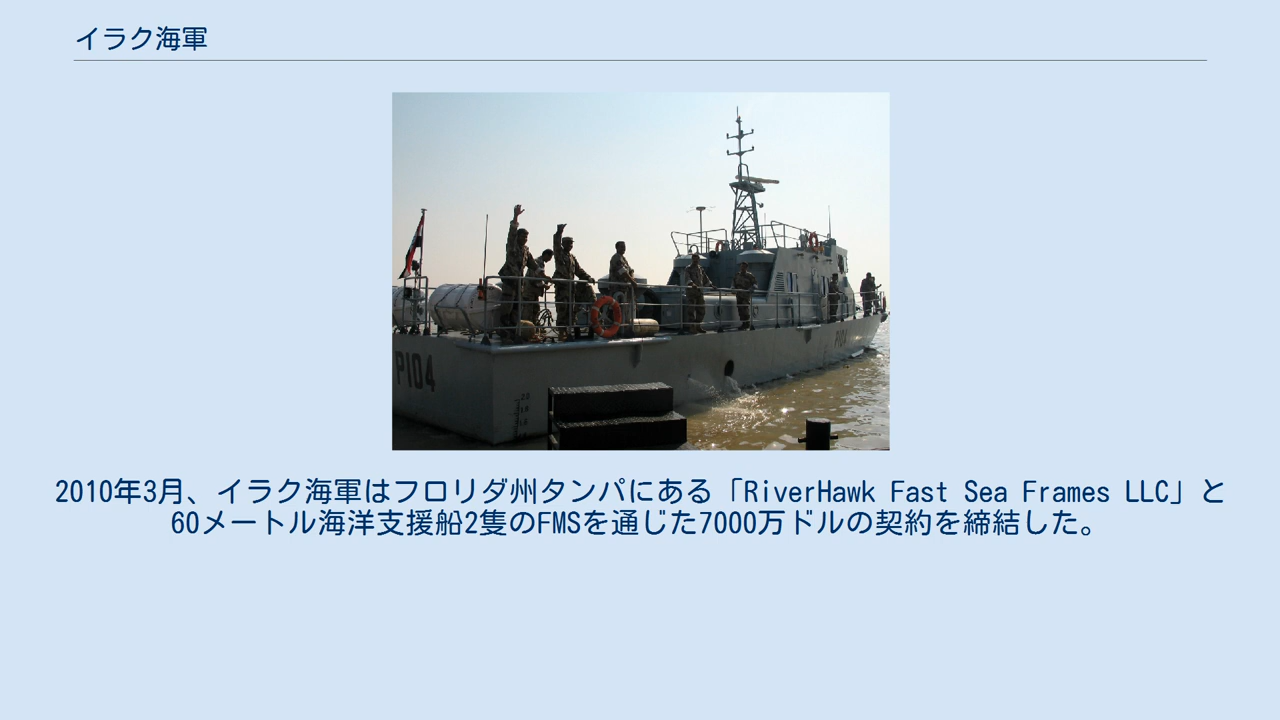 イラク海軍
P104
P104
2010年3月、イラク海軍はフロリダ州タンパにある「RiverHawk Fast Sea Frames LLC」と
60メートル海洋支援船2隻のFMSを通じた7000万ドルの契約を締結した。